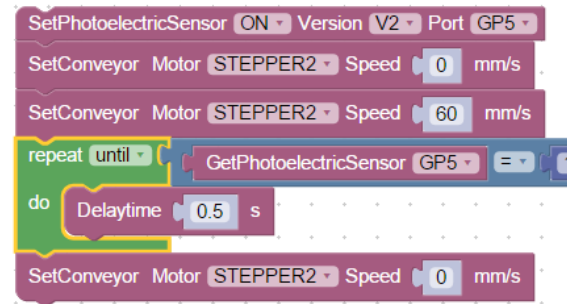 SetPhotoelectricSensor ON Version V2 Port GP5
SetConveyor Motor STEPPER2 Speed 0 mm/s
SetConveyor Motor STEPPER2 Speed 60 mm/s
repeat until GetPhotoelectricSensor GP5 =
do Delaytime 0.5 s
SetConveyor Motor STEPPER2 Speed 0 mm/s